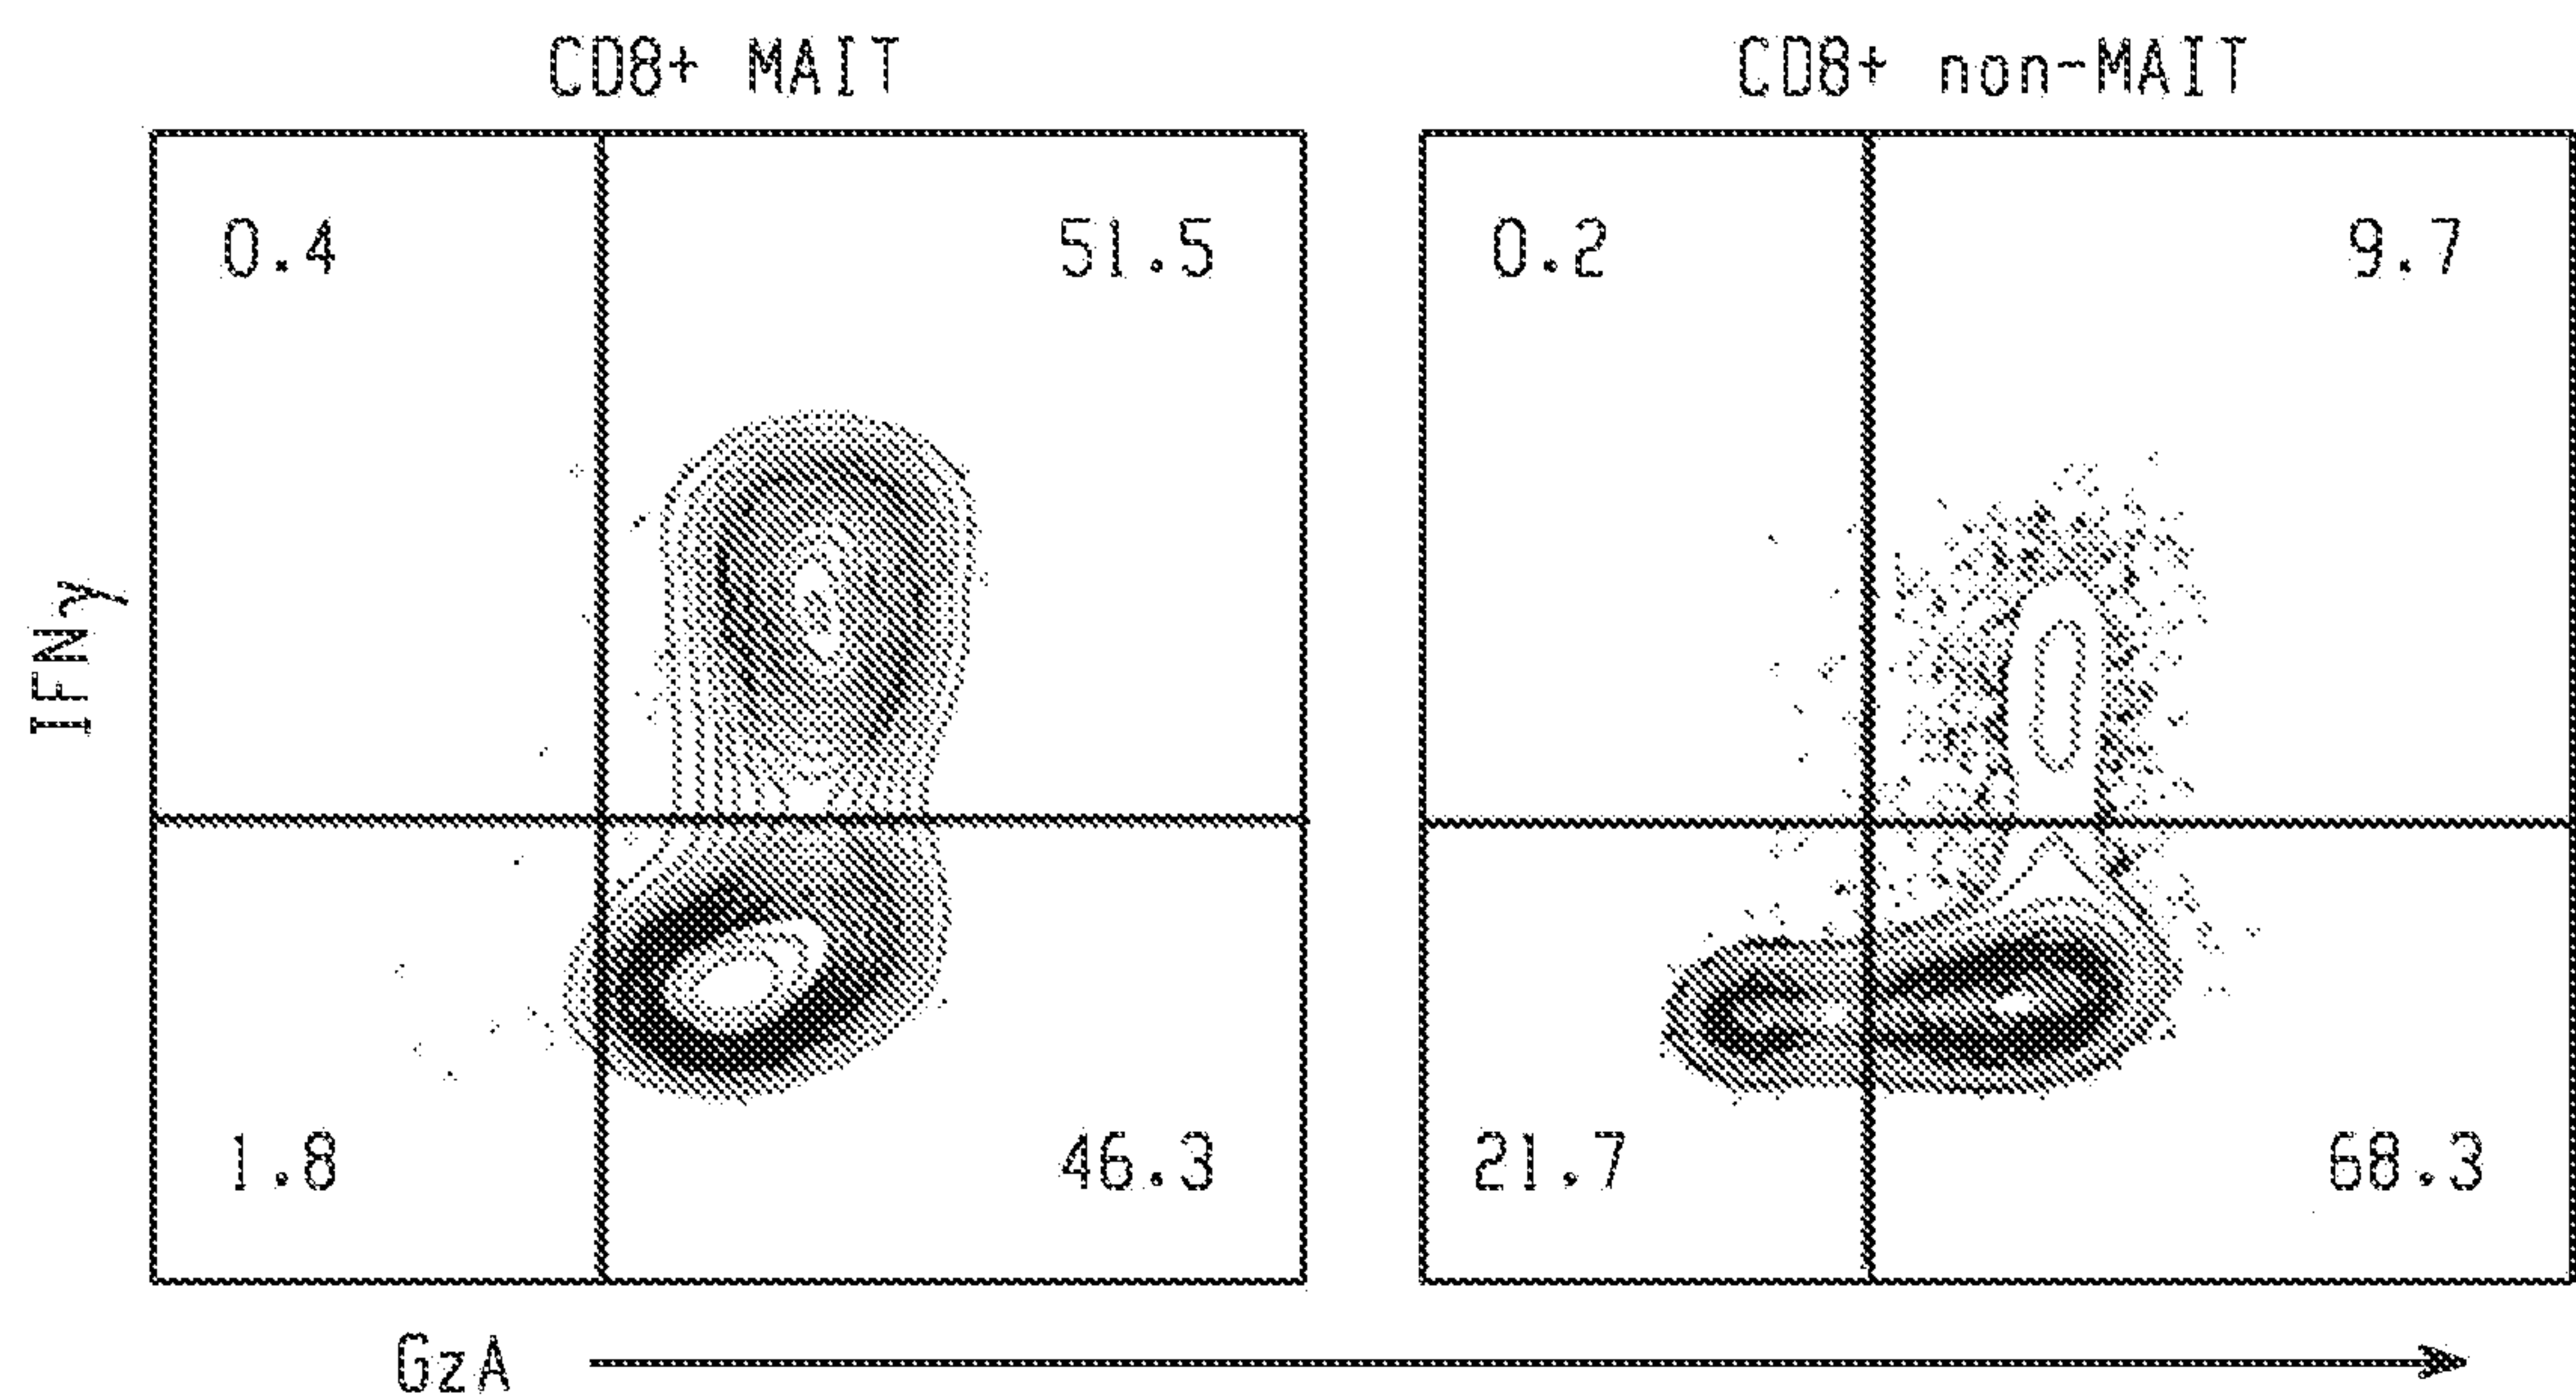 CD8+ MAIT
CD8+ non-MAIT
0.4
51.5
0.2
9.7
IFNγ
1.8
46.3
21.7
68.3
GzA